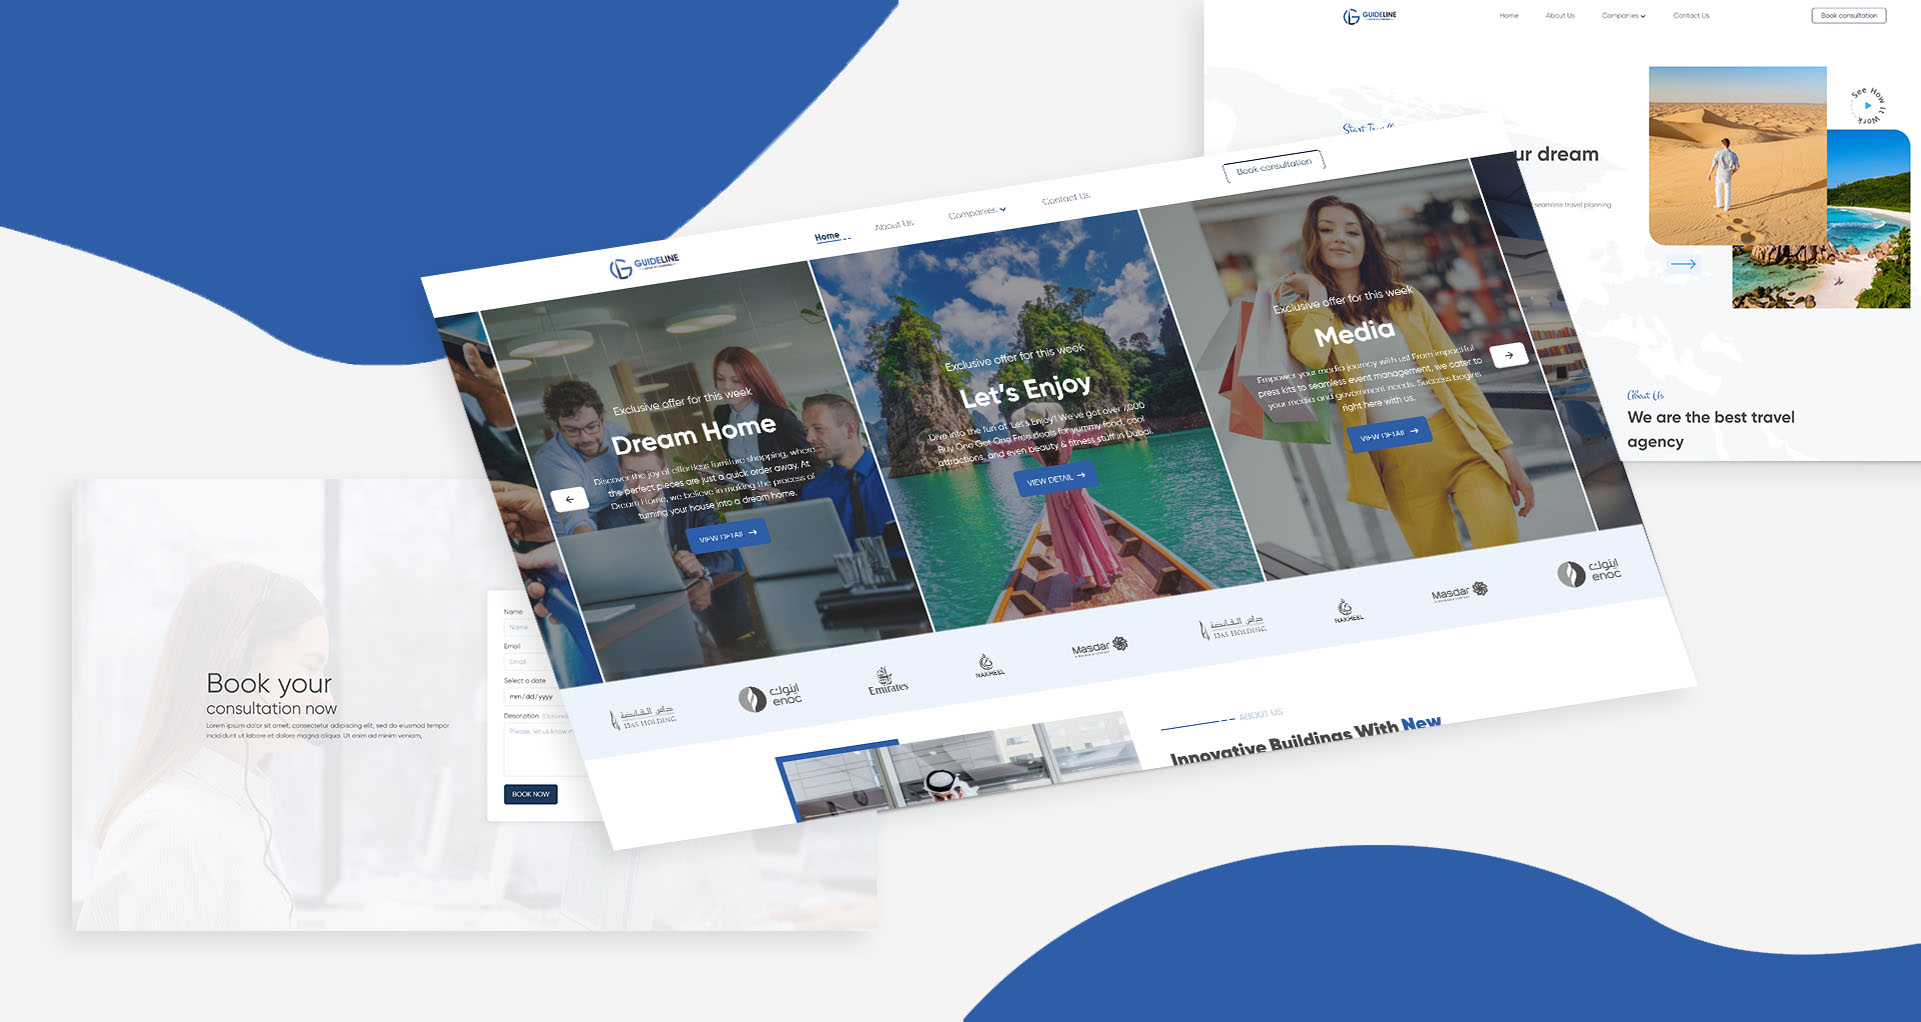 GUIDELINE
Home
About Us
Companies
Contact Us
Book consultation
See How It Work
ur dream
seamless travel planning
About Us
We are the best travel
agency
GUIDELINE
Home
About Us
Companies
Contact Us
Book consultation
Exclusive offer for this week
Dream Home
Discover the joy of effortless furniture shopping, where
the perfect pieces are just a quick order away. At
Dream Home, we believe in making the process of
turning your house into a dream home.
VIEW DETAIL
Exclusive offer for this week
Let's Enjoy
Dive into the fun at 'Let's Enjoy'! We've got over 7,000
Buy One Get One Free deals for yummy food, cool
attractions, and even beauty & fitness stuff in Dubai.
VIEW DETAIL
Exclusive offer for this week
Media
Empower your media journey with us! From impactful
press kits to seamless event management, we cater to
your media and government needs. Success begins
right here with us.
VIEW DETAIL
DAS HOLDING
اينوك
enoc
Emirates
NAKHEEL
Masdar
DAS HOLDING
NAKHEEL
Masdar
اينوك
enoc
ABOUT US
Innovative Buildings With New
Book your
consultation now
Lorem ipsum dolor sit amet, consectetur adipiscing elit, sed do eiusmod tempor
incididunt ut labore et dolore magna aliqua. Ut enim ad minim veniam,
Name
Name
Email
Email
Select a date
mm/dd/yyyy
Description (Optional
Please, let us know
BOOK NOW